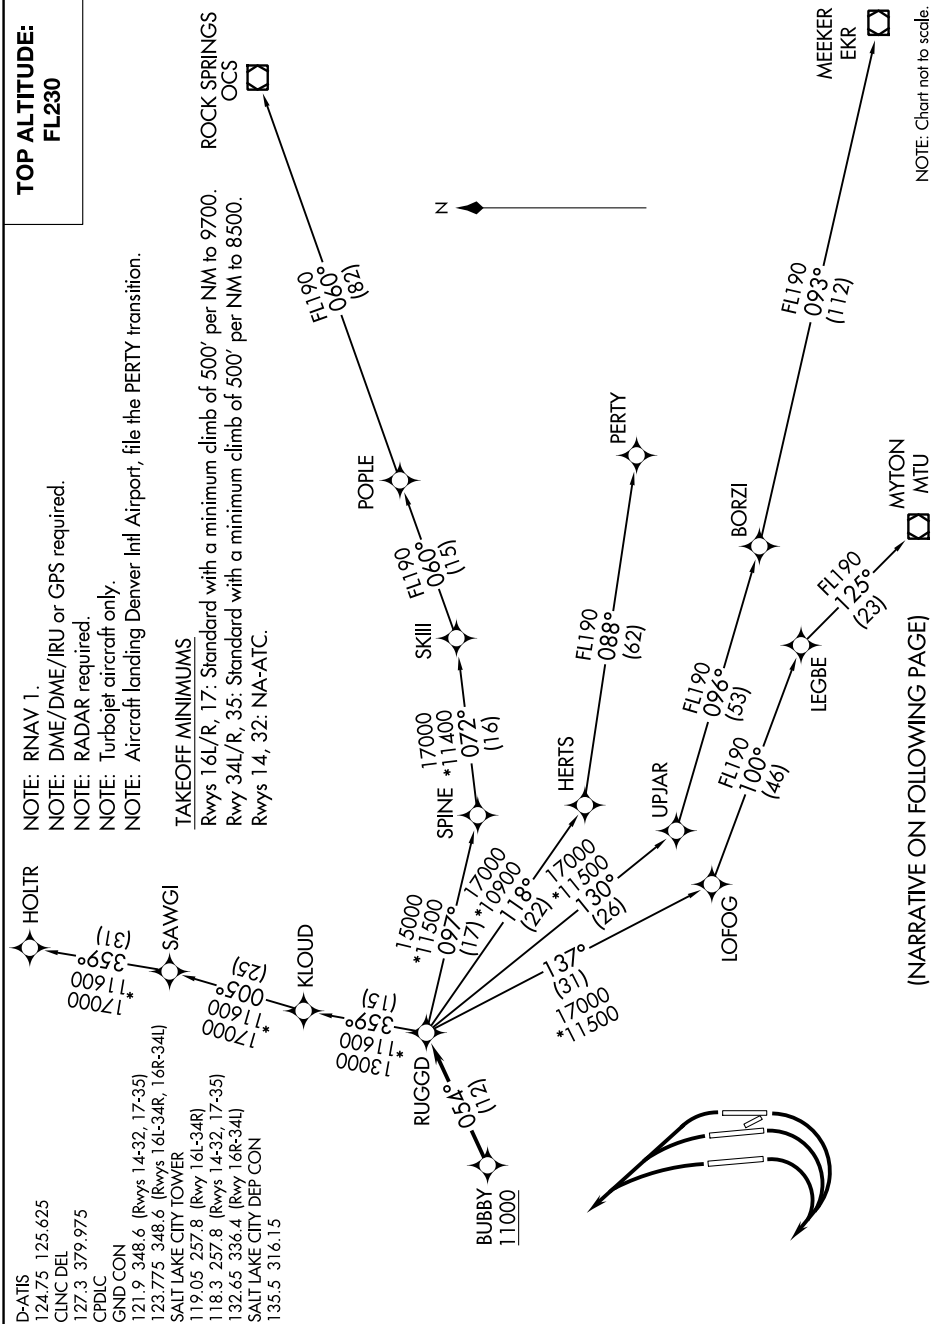 TOP ALTITUDE:
FL230
D-ATIS
124.75 125.625
CLNC DEL
127.3 379.975
CPDLC
GND CON
121.9 348.6 (Rwys 14-32, 17-35)
123.775 348.6 (Rwys 16L-34R, 16R-34L)
SALT LAKE CITY TOWER
119.05 257.8 (Rwy 16L-34R)
118.3 257.8 (Rwys 14-32, 17-35)
132.65 336.4 (Rwy 16R-34L)
SALT LAKE CITY DEP CON
135.5 316.15
NOTE: RNAV 1.
NOTE: DME/DME/IRU or GPS required.
NOTE: RADAR required.
NOTE: Turbojet aircraft only.
NOTE: Aircraft landing Denver Intl Airport, file the PERTY transition.
TAKEOFF MINIMUMS
Rwys 16L/R, 17: Standard with a minimum climb of 500' per NM to 9700.
Rwy 34L/R, 35: Standard with a minimum climb of 500' per NM to 8500.
Rwys 14, 32: NA-ATC.
HOLTR
17000
*11600
359°
(31)
SAWGI
17000
*11600
005°
(25)
KLOUD
13000
*11600
359°
(15)
RUGGD
054°
(12)
BUBBY
11000
15000
*11500
097°
(17)
SPINE
17000
*11400
072°
(16)
SKIII
FL190
060°
(15)
POPLE
FL190
060°
(82)
ROCK SPRINGS
OCS
N
17000
*10900
118°
(22)
HERTS
FL190
088°
(62)
PERTY
17000
*11500
130°
(26)
UPJAR
FL190
096°
(53)
BORZI
FL190
093°
(112)
MEEKER
EKR
137°
(31)
17000
*11500
LOFOG
FL190
100°
(46)
LEGBE
FL190
125°
(23)
MYTON
MTU
(NARRATIVE ON FOLLOWING PAGE)
NOTE: Chart not to scale.